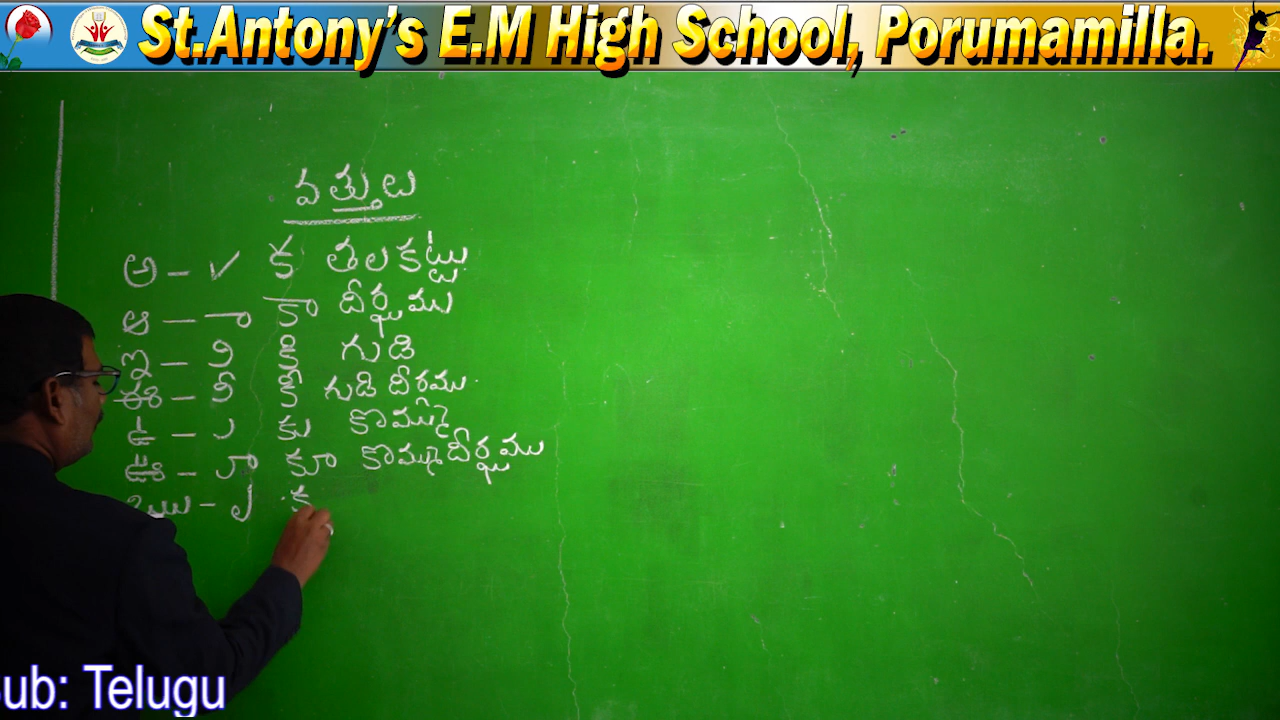 St.Antony's E.M High School, Porumamilla.
వత్తులు
అ - ✓ క తలకట్టు
ఆ - ా కా దీర్ఘము
ఇ - ి కి గుడి
ఈ - ీ కీ గుడి దీర్ఘము.
ఉ - ు కు కొమ్ము
ఊ - ూ కూ కొమ్ముదీర్ఘము
ఋ - ృ క
ub: Telugu